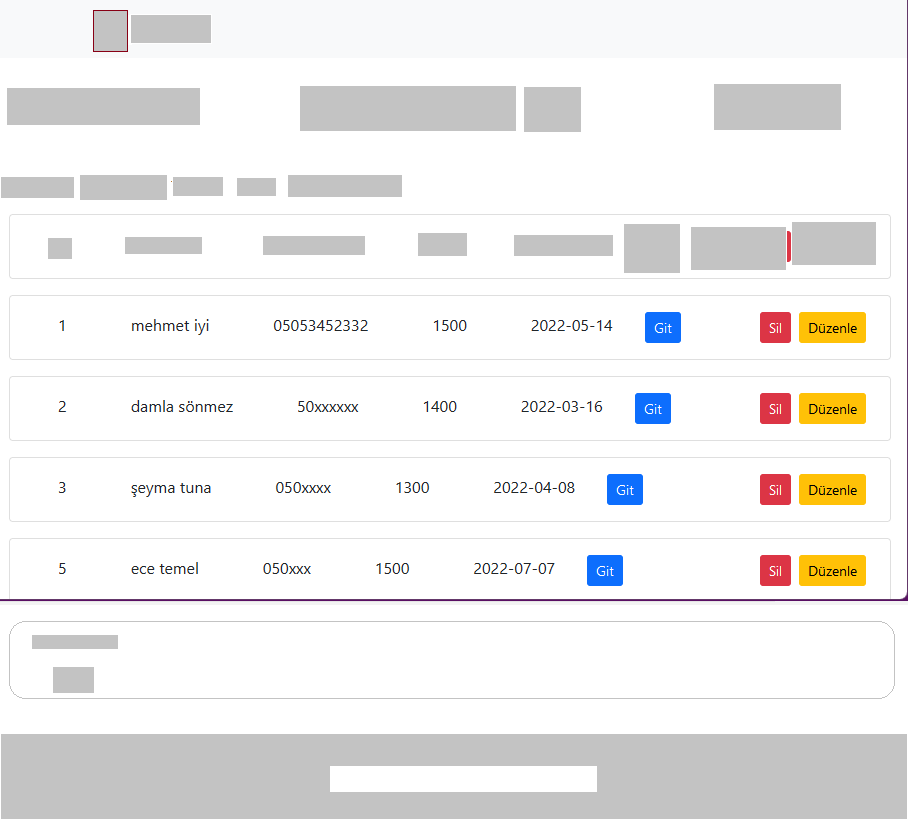 1 mehmet iyi 05053452332 1500 2022-05-14 Git Sil Düzenle
2 damla sönmez 50xxxxxx 1400 2022-03-16 Git Sil Düzenle
3 şeyma tuna 050xxxx 1300 2022-04-08 Git Sil Düzenle
5 ece temel 050xxx 1500 2022-07-07 Git Sil Düzenle